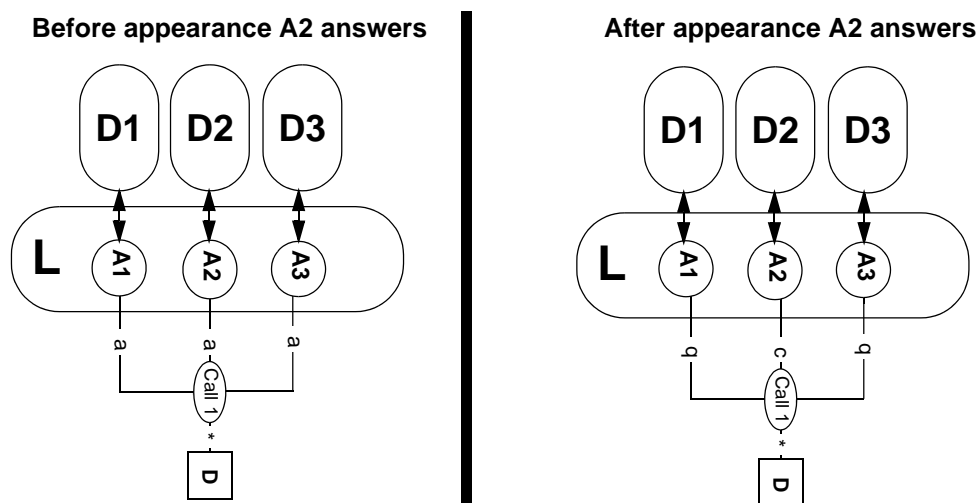 Before appearance A2 answers
After appearance A2 answers
D1 D2 D3
L A1 A2 A3
a a a
Call 1
*
D
D1 D2 D3
L A1 A2 A3
q c q
Call 1
*
D